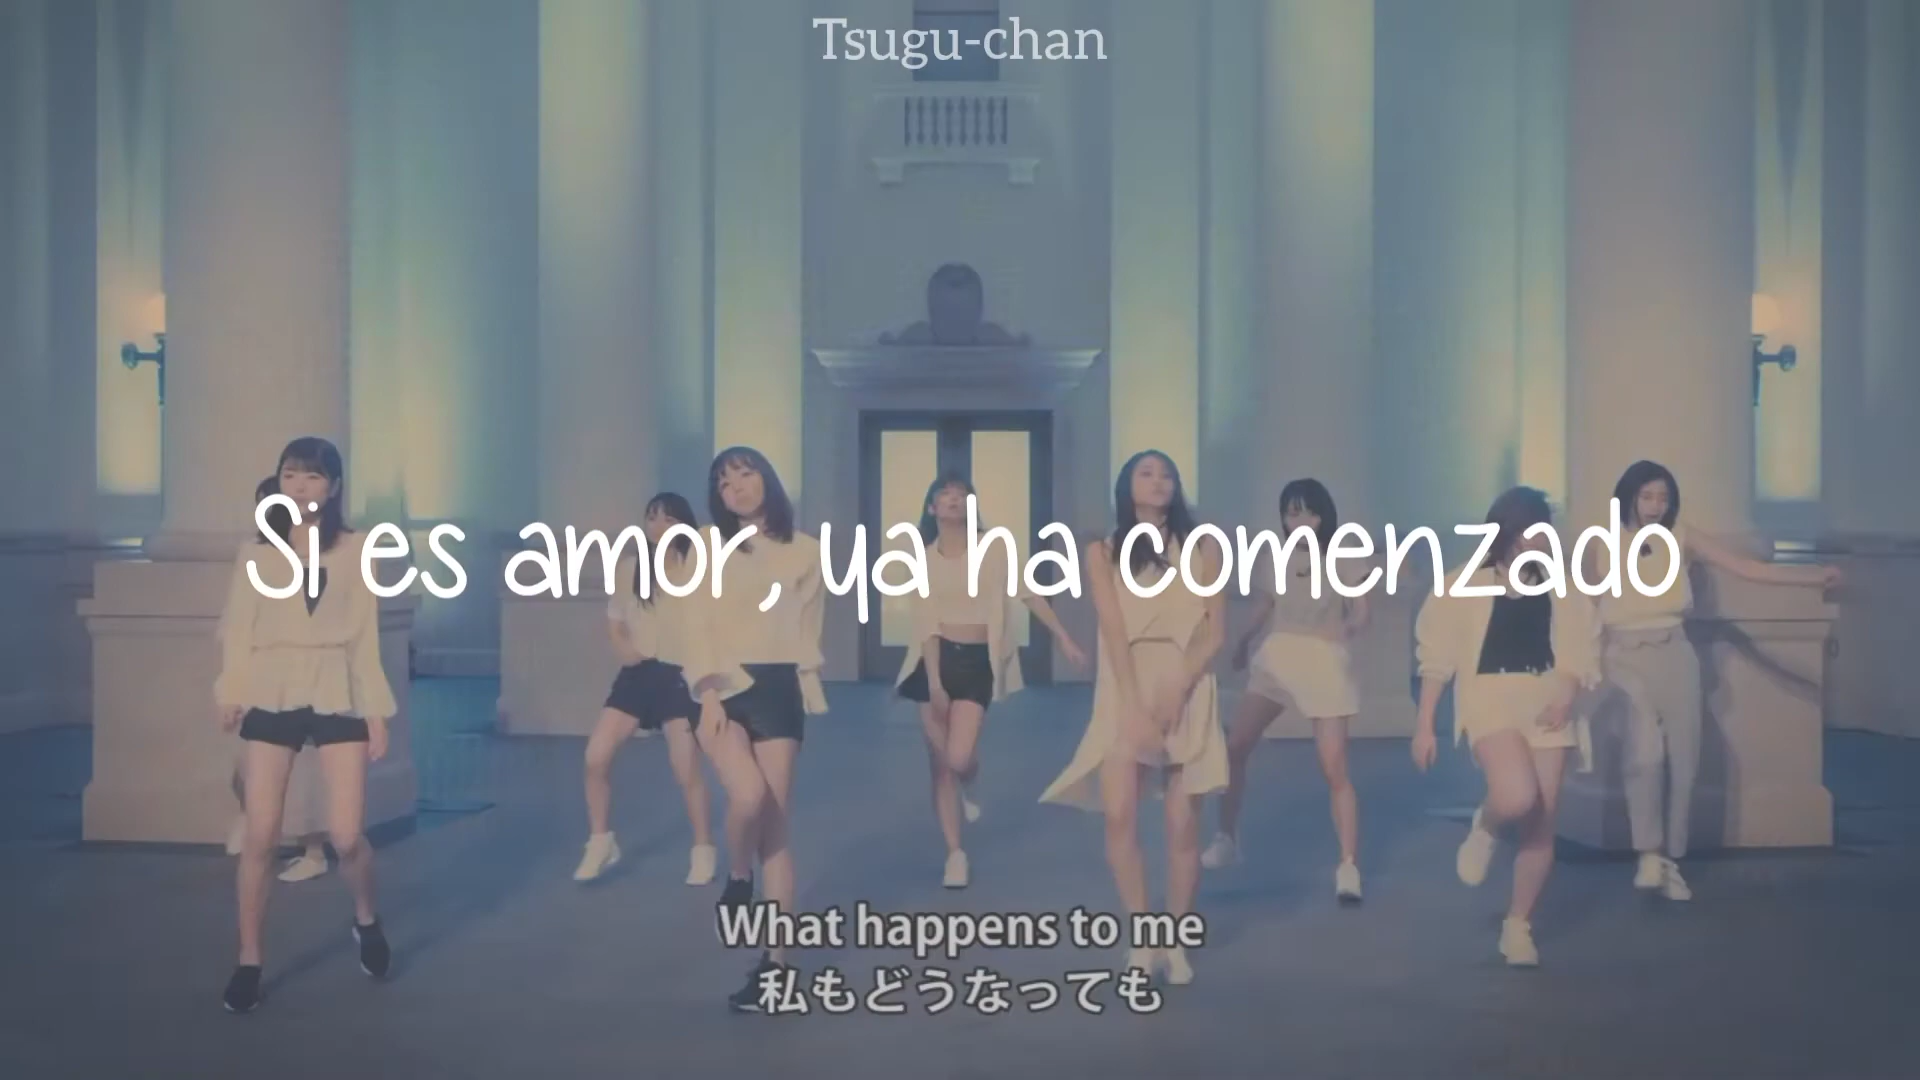 Tsugu-chan
Si es amor, ya ha comenzado
What happens to me
私もどうなっても